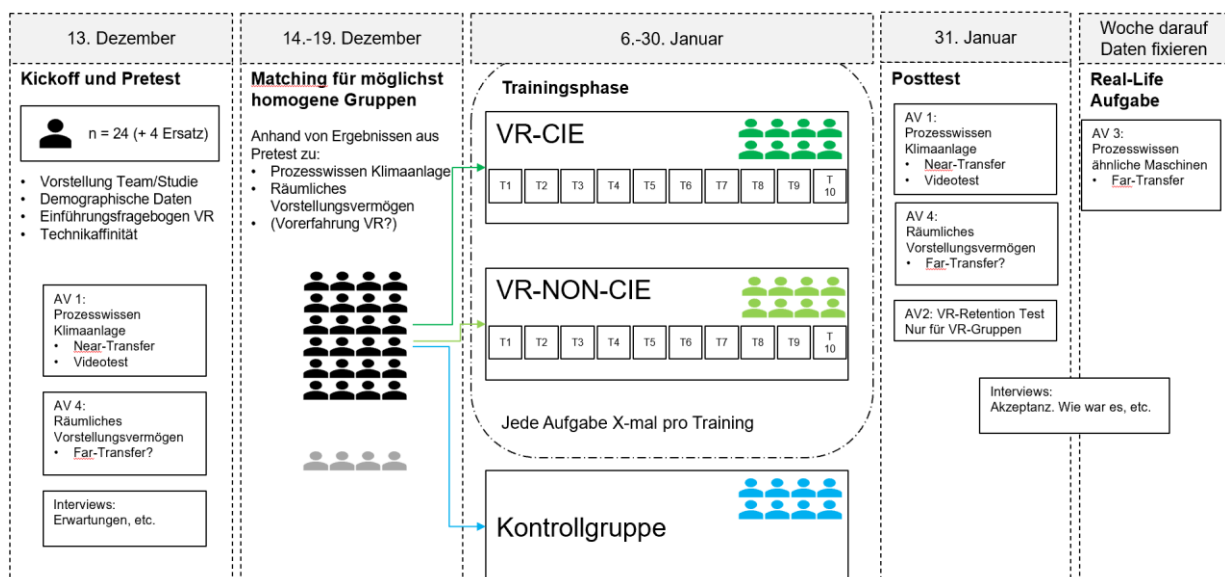 13. Dezember
Kickoff und Pretest
n = 24 (+ 4 Ersatz)
• Vorstellung Team/Studie
• Demographische Daten
• Einführungsfragebogen VR
• Technikaffinität
AV 1:
Prozesswissen
Klimaanlage
• Near-Transfer
• Videotest
AV 4:
Räumliches
Vorstellungsvermögen
• Far-Transfer?
Interviews:
Erwartungen, etc.
14.-19. Dezember
Matching für möglichst
homogene Gruppen
Anhand von Ergebnissen aus
Pretest zu:
• Prozesswissen Klimaanlage
• Räumliches
Vorstellungsvermögen
• (Vorerfahrung VR?)
6.-30. Januar
Trainingsphase
VR-CIE
T1 T2 T3 T4 T5 T6 T7 T8 T9 T
10
VR-NON-CIE
T1 T2 T3 T4 T5 T6 T7 T8 T9 T
10
Jede Aufgabe X-mal pro Training
Kontrollgruppe
31. Januar
Posttest
AV 1:
Prozesswissen
Klimaanlage
• Near-Transfer
• Videotest
AV 4:
Räumliches
Vorstellungsvermögen
• Far-Transfer?
AV2: VR-Retention Test
Nur für VR-Gruppen
Interviews:
Akzeptanz. Wie war es, etc.
Woche darauf
Daten fixieren
Real-Life
Aufgabe
AV 3:
Prozesswissen
ähnliche Maschinen
• Far-Transfer